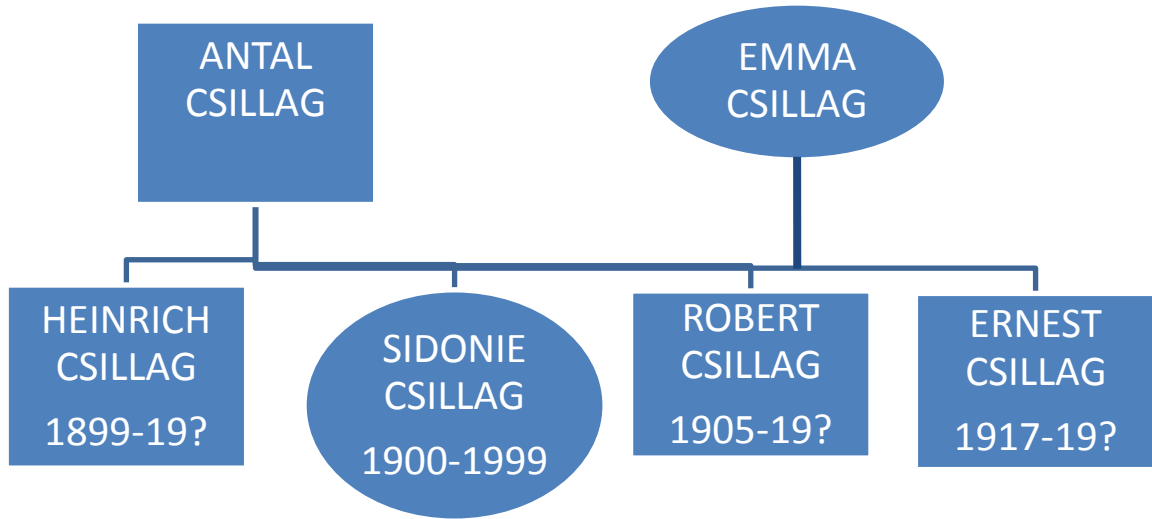 ANTAL
CSILLAG
EMMA
CSILLAG
HEINRICH
CSILLAG
1899-19?
SIDONIE
CSILLAG
1900-1999
ROBERT
CSILLAG
1905-19?
ERNEST
CSILLAG
1917-19?